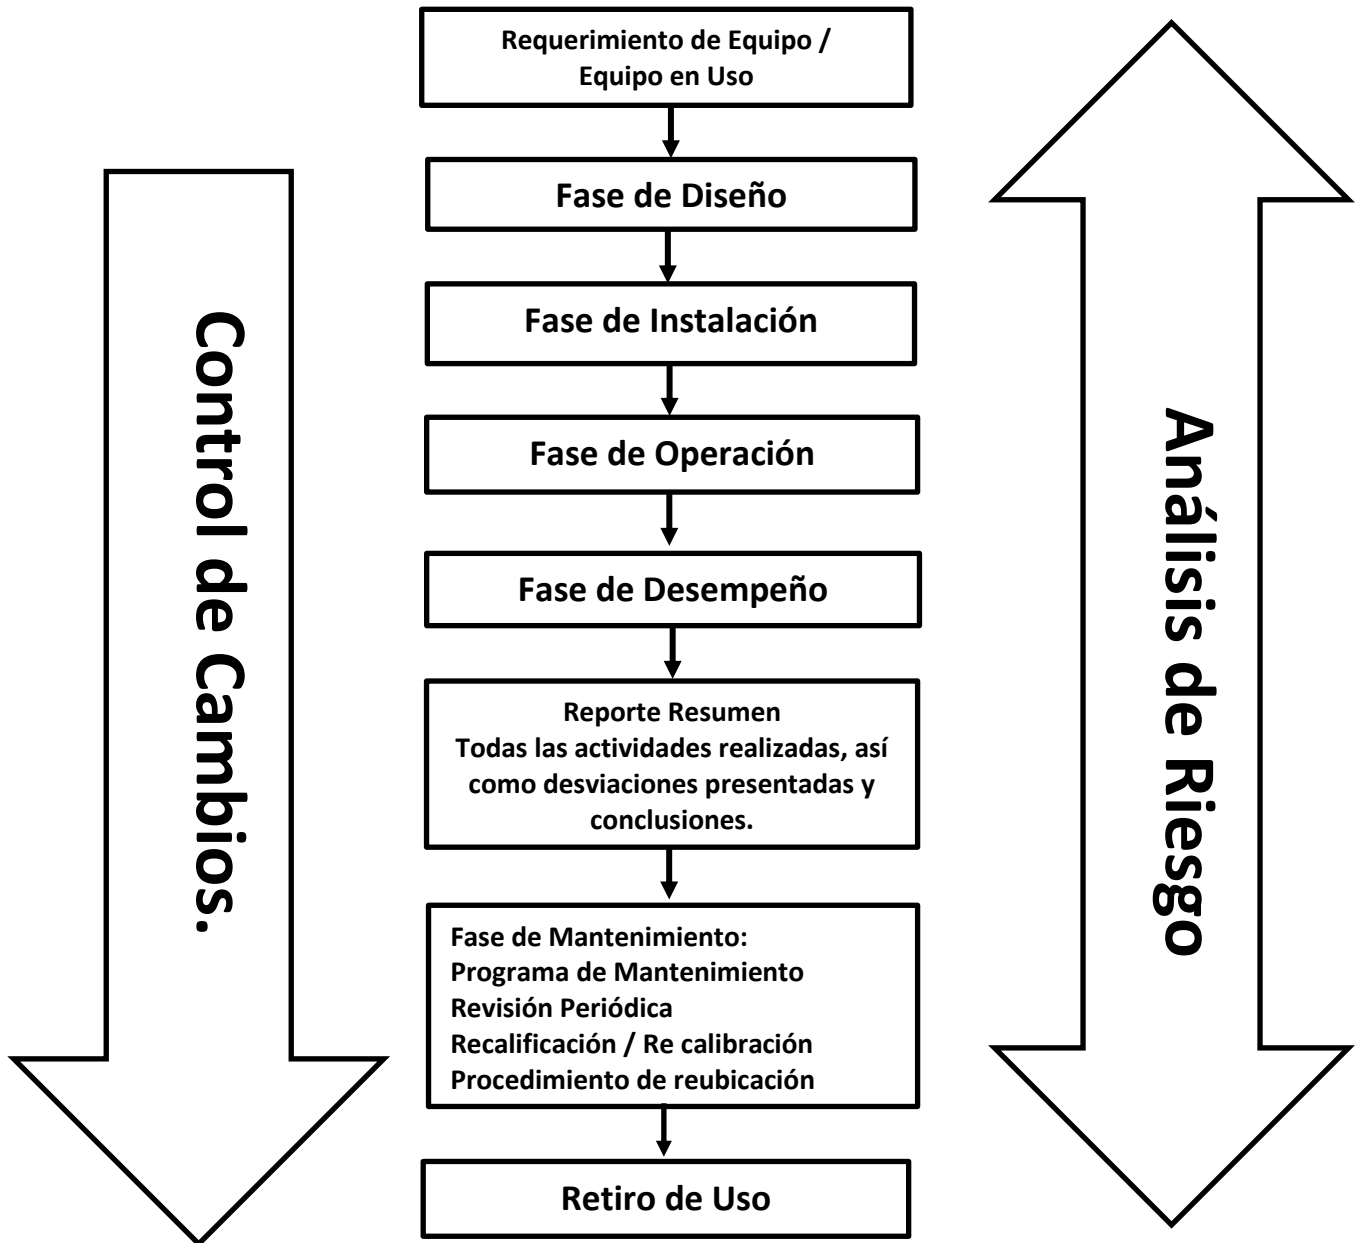 Requerimiento de Equipo /
Equipo en Uso
Fase de Diseño
Fase de Instalación
Fase de Operación
Fase de Desempeño
Reporte Resumen
Todas las actividades realizadas, así
como desviaciones presentadas y
conclusiones.
Fase de Mantenimiento:
Programa de Mantenimiento
Revisión Periódica
Recalificación / Re calibración
Procedimiento de reubicación
Retiro de Uso
Control de Cambios.
Análisis de Riesgo